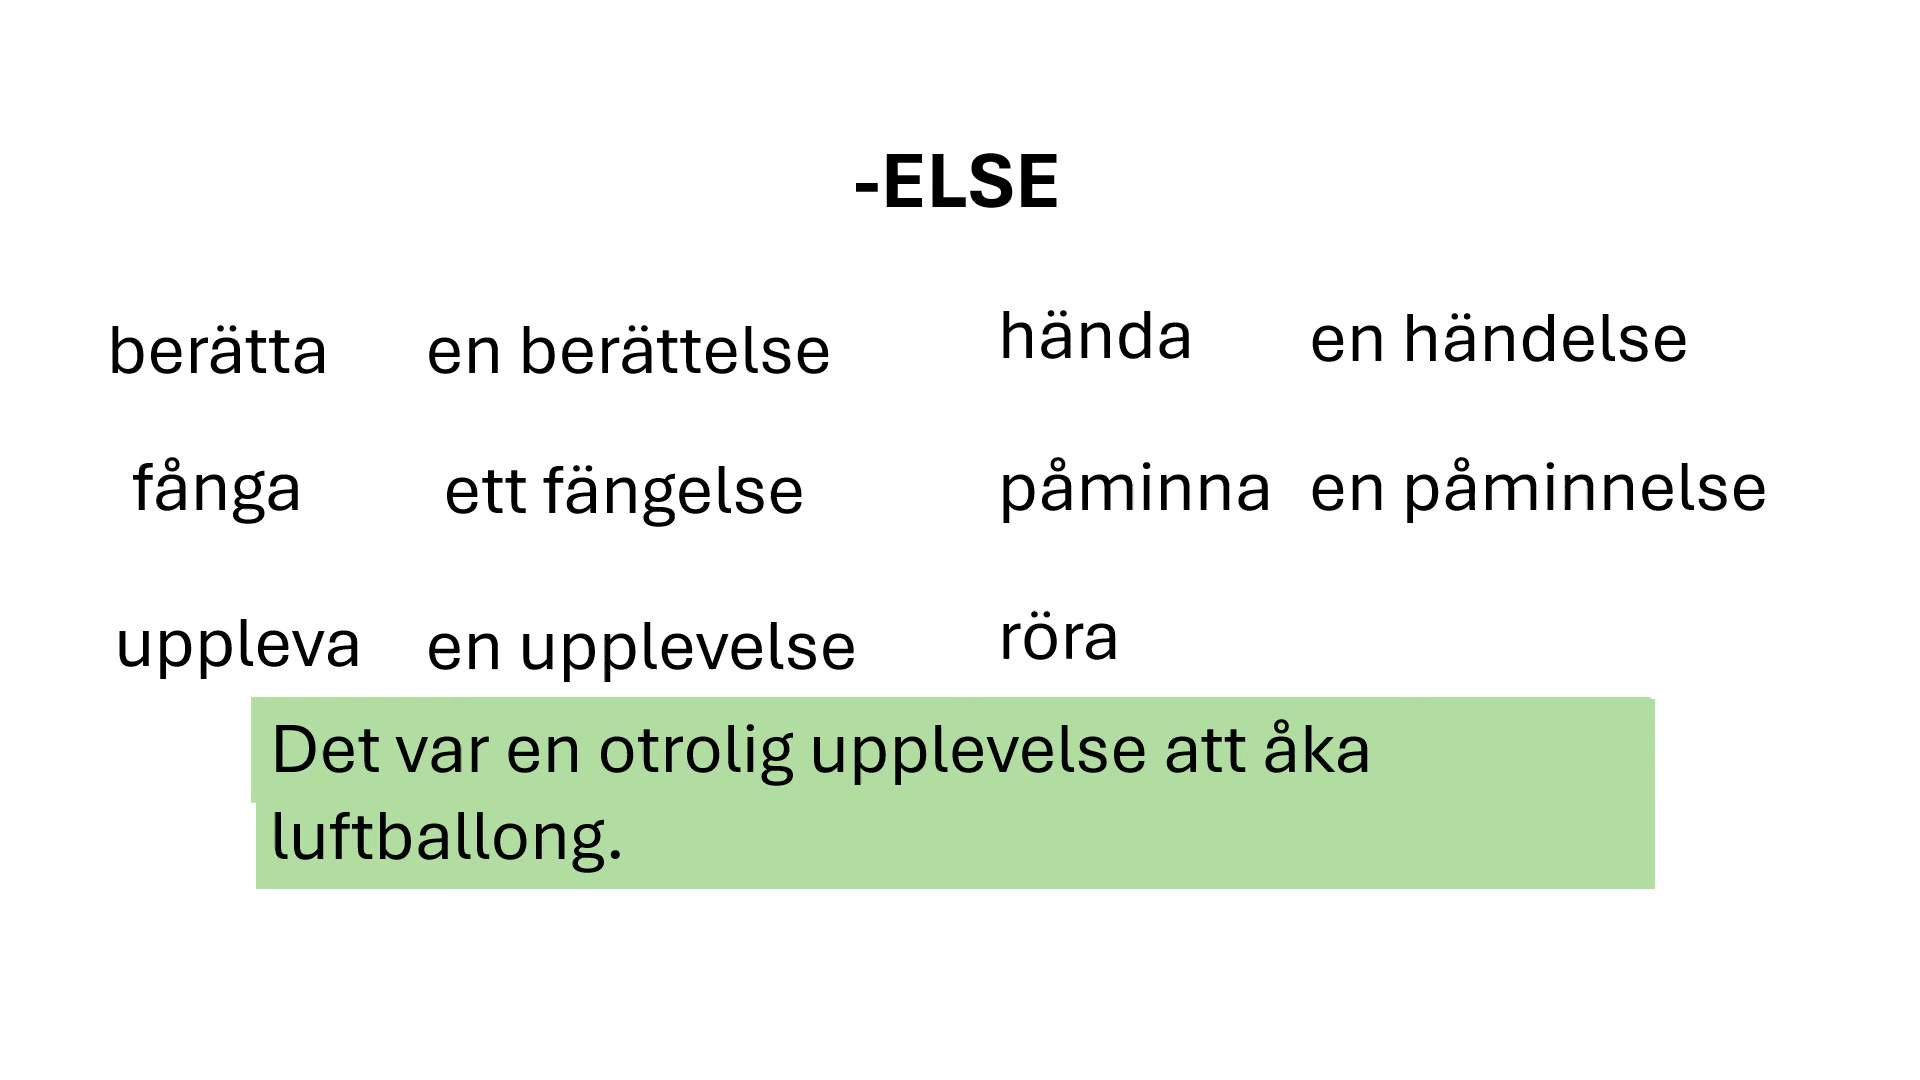 -ELSE
berätta en berättelse hända en händelse
fånga ett fängelse påminna en påminnelse
uppleva en upplevelse röra
Det var en otrolig upplevelse att åka
luftballong.